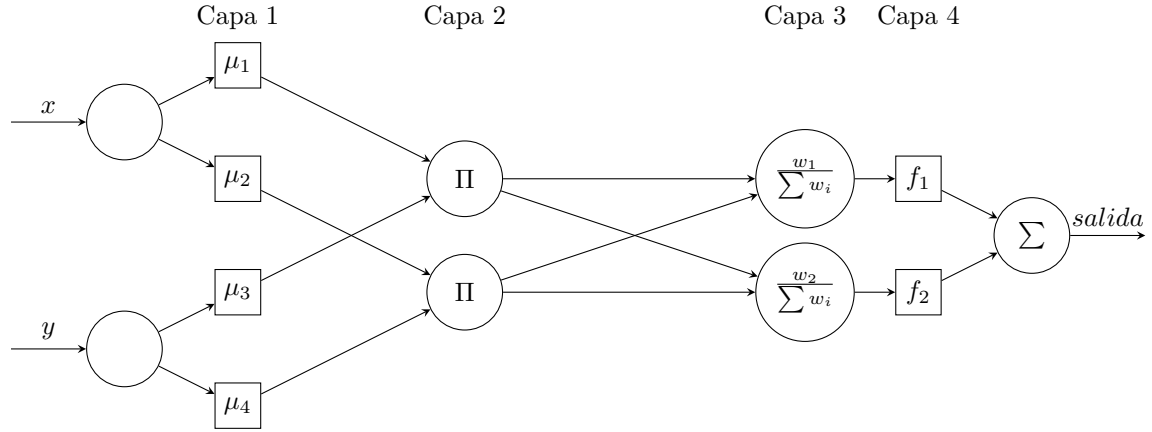 Capa 1
Capa 2
Capa 3
Capa 4
x
μ₁
μ₂
y
μ₃
μ₄
Π
Π
w₁
∑ wᵢ
w₂
∑ wᵢ
f₁
f₂
∑
salida